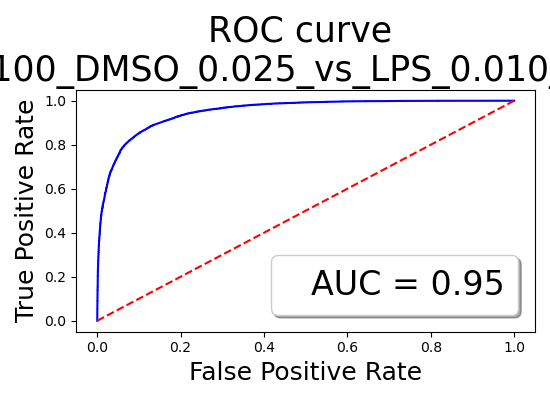 ROC curve
100_DMSO_0.025_vs_LPS_0.010_
True Positive Rate
1.0
0.8
0.6
0.4
0.2
0.0
AUC = 0.95
0.0 0.2 0.4 0.6 0.8 1.0
False Positive Rate